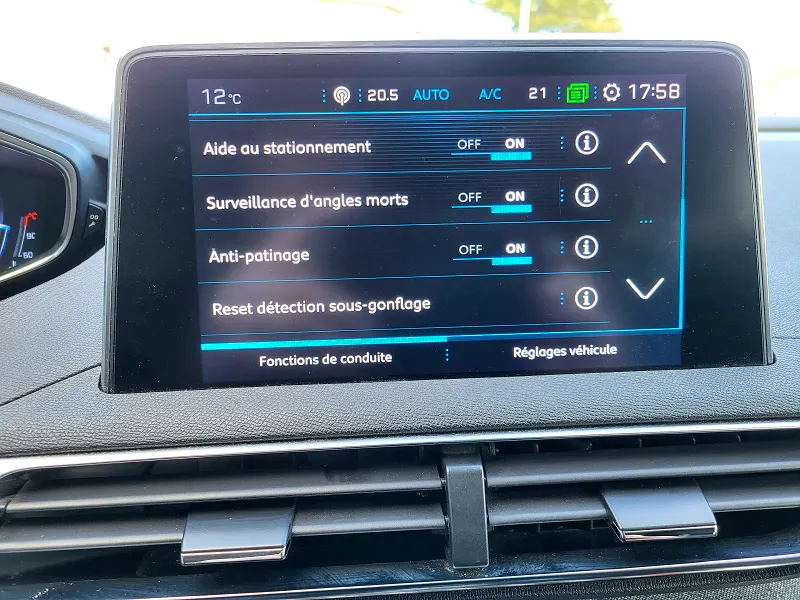 12°C 20.5 AUTO A/C 21 17:58
Aide au stationnement OFF ON
Surveillance d'angles morts OFF ON
Anti-patinage OFF ON
Reset détection sous-gonflage
Fonctions de conduite Réglages véhicule
°C
90